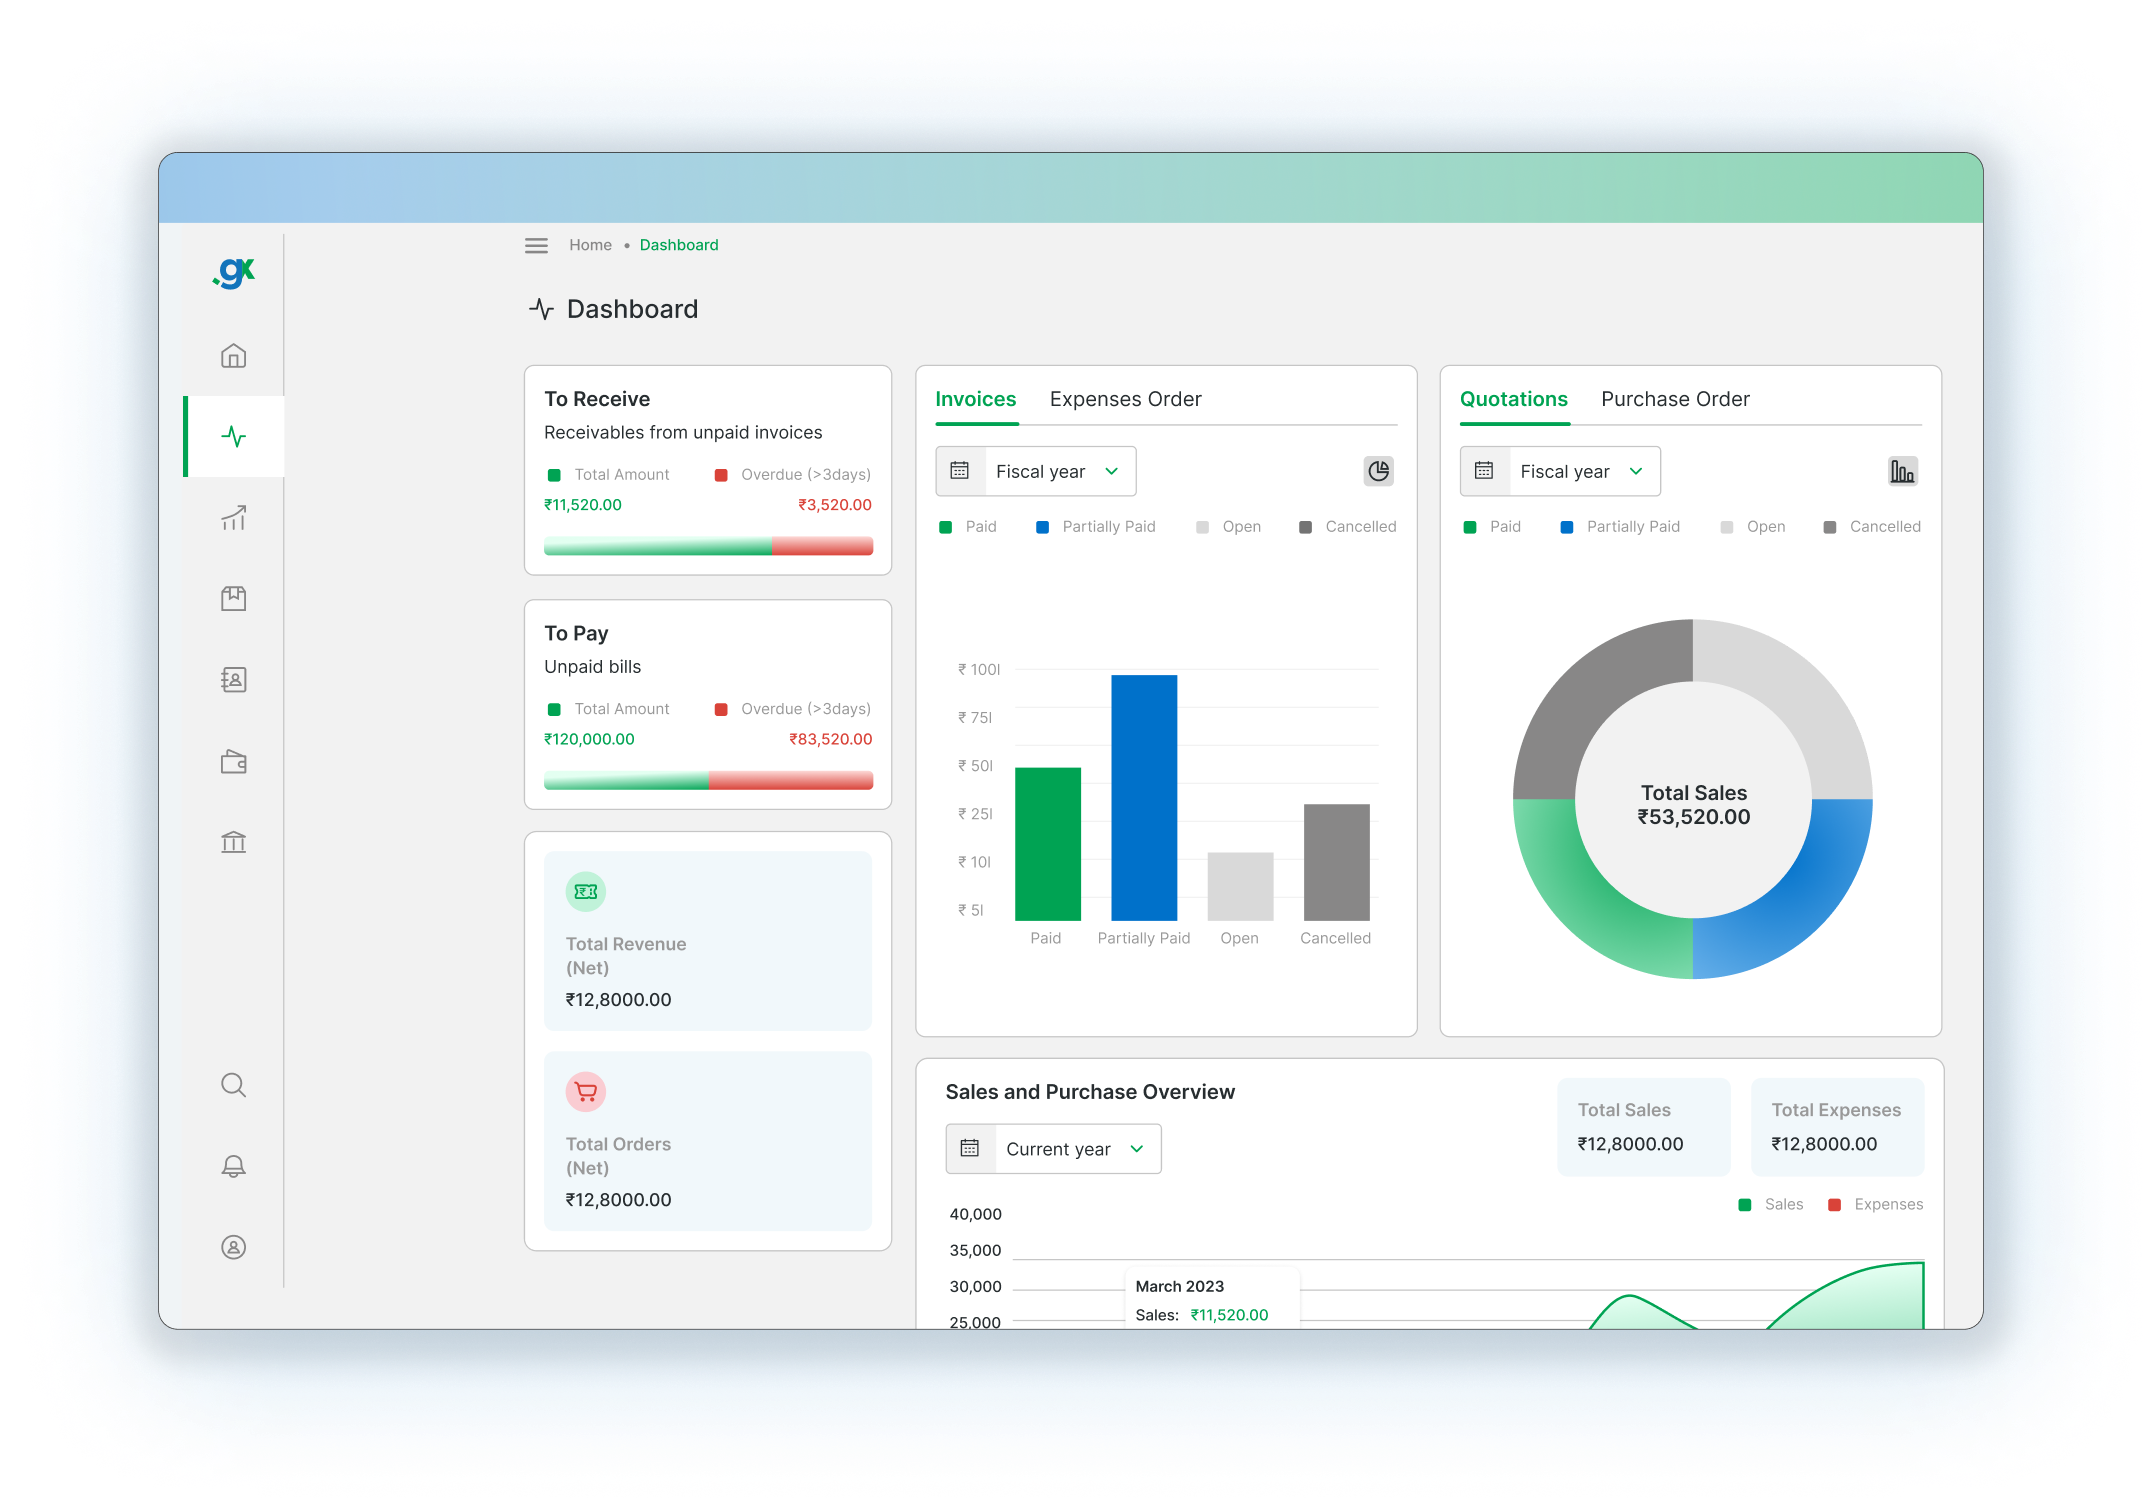 .gx
Home • Dashboard
Dashboard
To Receive
Receivables from unpaid invoices
Total Amount Overdue (>3days)
₹11,520.00 ₹3,520.00
To Pay
Unpaid bills
Total Amount Overdue (>3days)
₹120,000.00 ₹83,520.00
Total Revenue
(Net)
₹12,8000.00
Total Orders
(Net)
₹12,8000.00
Invoices Expenses Order
Fiscal year
Paid Partially Paid Open Cancelled
₹ 100l
₹ 75l
₹ 50l
₹ 25l
₹ 10l
₹ 5l
Paid Partially Paid Open Cancelled
Quotations Purchase Order
Fiscal year
Paid Partially Paid Open Cancelled
Total Sales
₹53,520.00
Sales and Purchase Overview
Current year
Total Sales
₹12,8000.00
Total Expenses
₹12,8000.00
Sales Expenses
40,000
35,000
30,000
25,000
March 2023
Sales: ₹11,520.00